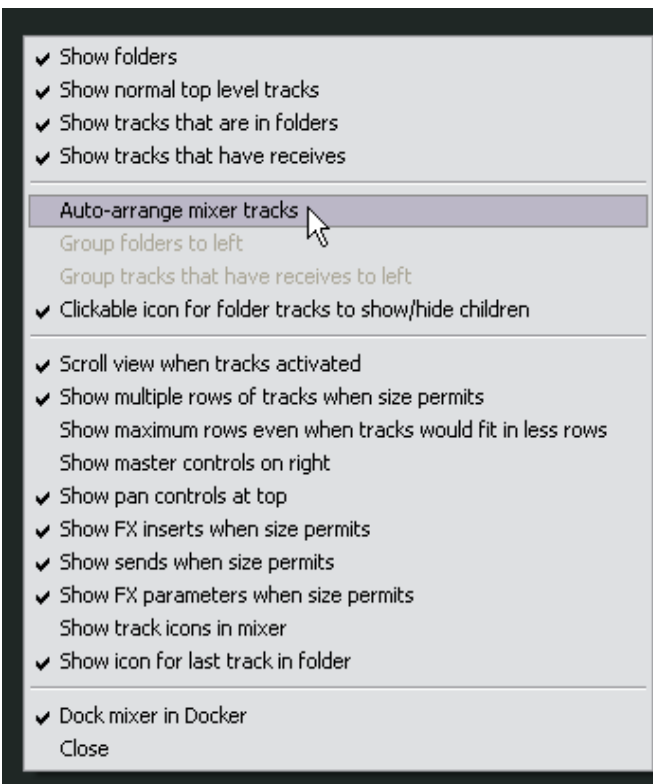 Show folders
Show normal top level tracks
Show tracks that are in folders
Show tracks that have receives
Auto-arrange mixer tracks
Group folders to left
Group tracks that have receives to left
Clickable icon for folder tracks to show/hide children
Scroll view when tracks activated
Show multiple rows of tracks when size permits
Show maximum rows even when tracks would fit in less rows
Show master controls on right
Show pan controls at top
Show FX inserts when size permits
Show sends when size permits
Show FX parameters when size permits
Show track icons in mixer
Show icon for last track in folder
Dock mixer in Docker
Close